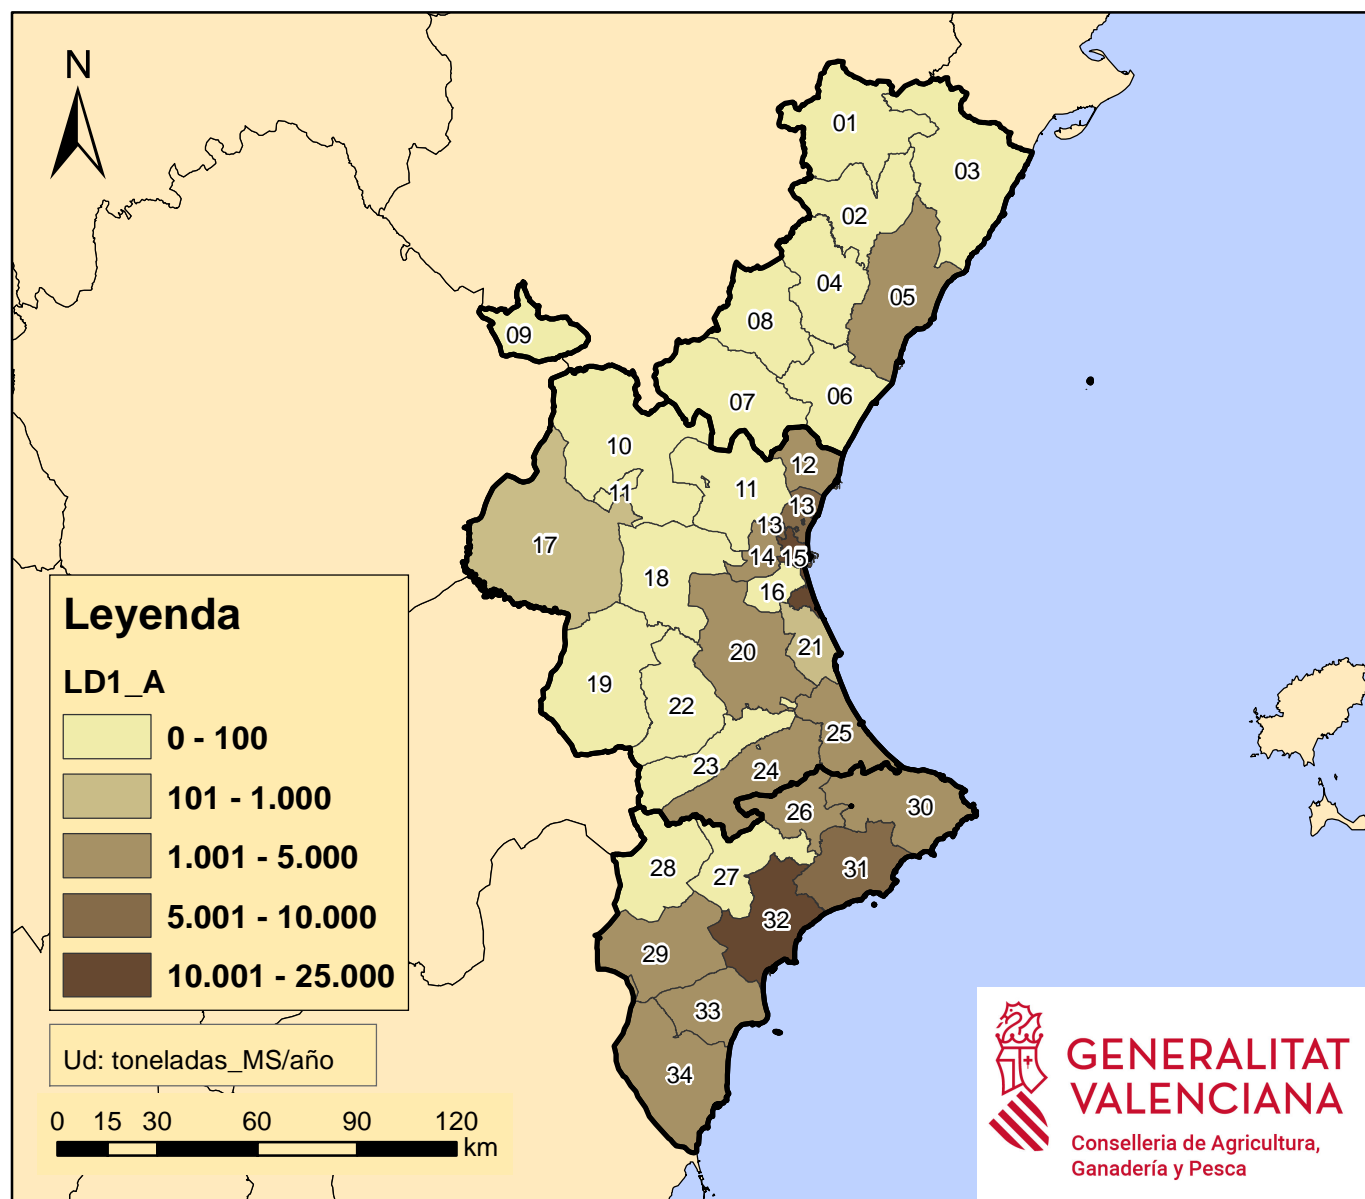 N
01
03
02
04
05
08
09
06
07
10
12
11
11
13
13
17
14
15
18
16
21
20
19
22
25
23
24
30
26
31
28
27
32
29
33
34
Leyenda
LD1_A
0 - 100
101 - 1.000
1.001 - 5.000
5.001 - 10.000
10.001 - 25.000
Ud: toneladas_MS/año
0 15 30 60 90 120
km
GENERALITAT
VALENCIANA
Conselleria de Agricultura,
Ganadería y Pesca